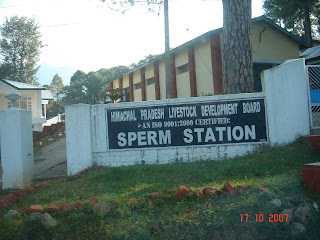 HIMACHAL PRADESH LIVESTOCK DEVELOPMENT BOARD
AN ISO 9001:2000 CERTIFIED
SPERM STATION
17 10 2007